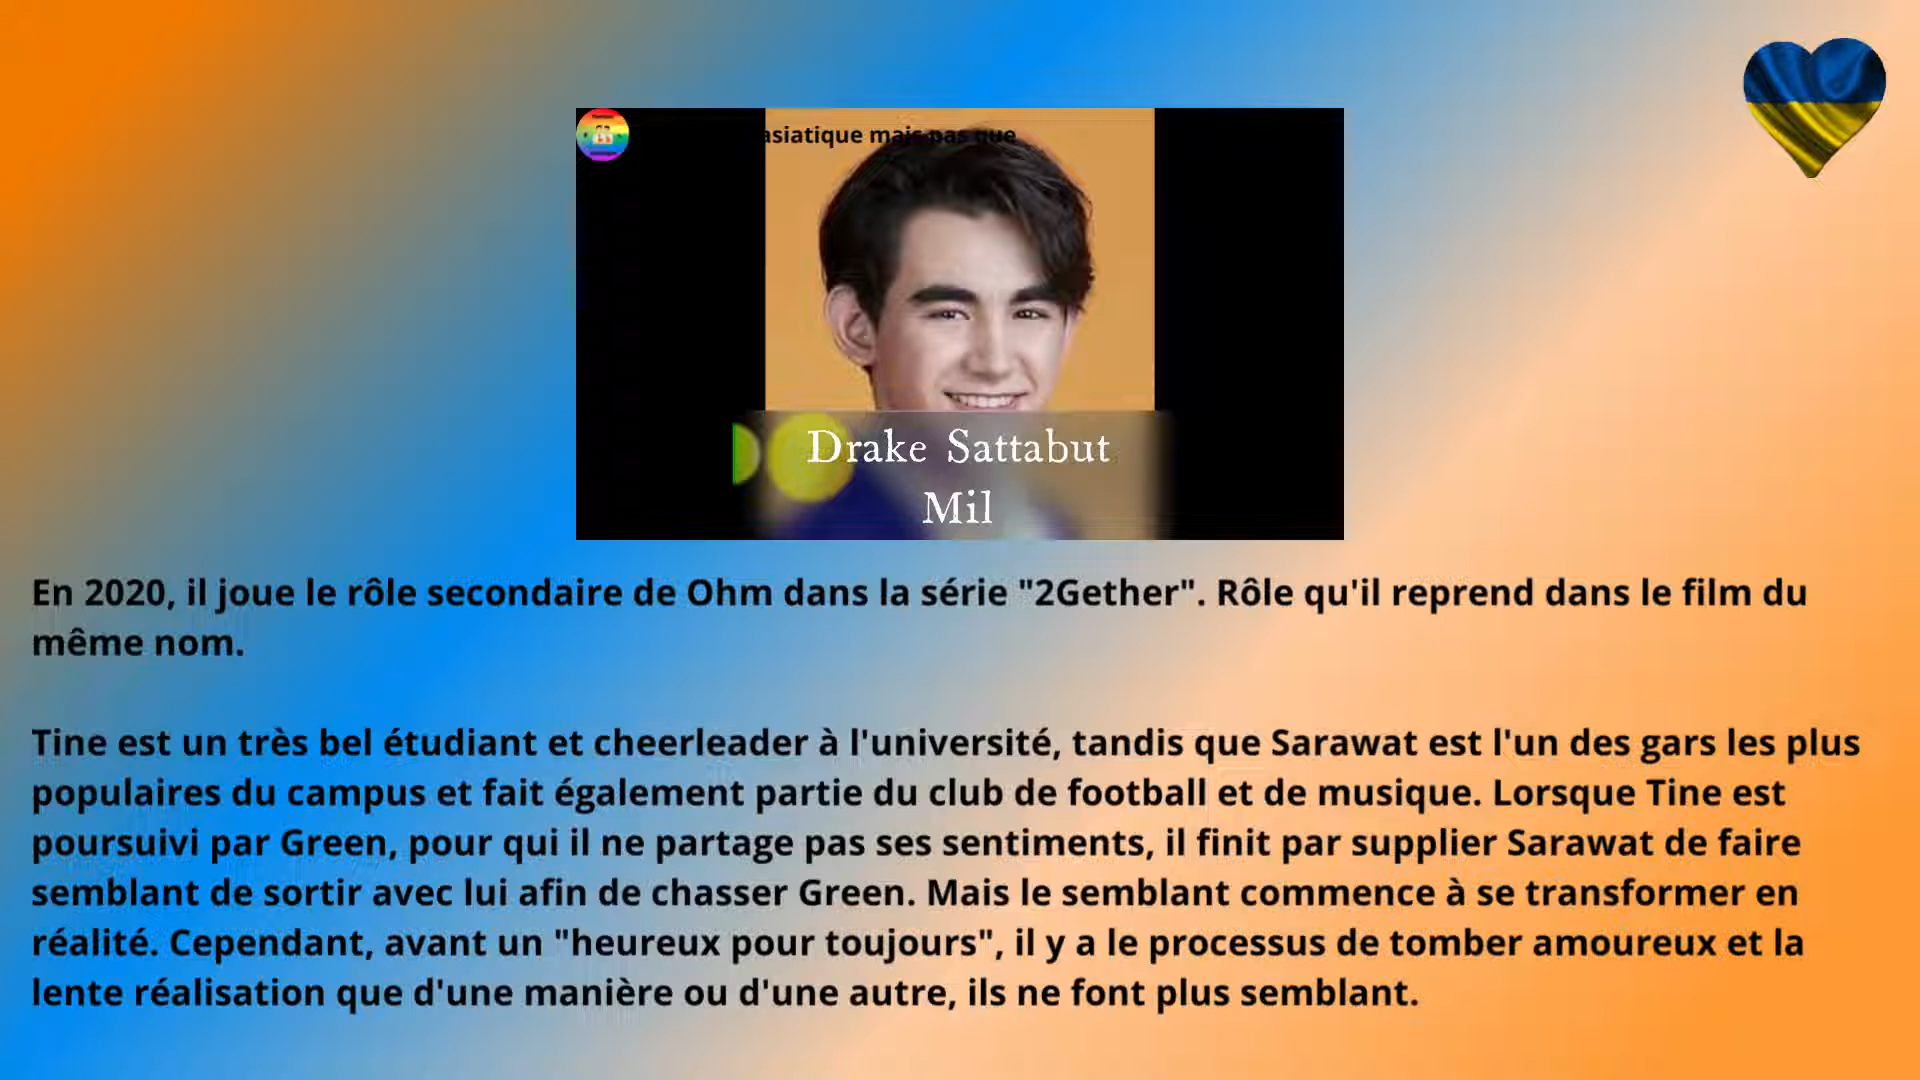 asiatique mais pas que
Drake Sattabut
Mil
En 2020, il joue le rôle secondaire de Ohm dans la série "2Gether". Rôle qu'il reprend dans le film du
même nom.
Tine est un très bel étudiant et cheerleader à l'université, tandis que Sarawat est l'un des gars les plus
populaires du campus et fait également partie du club de football et de musique. Lorsque Tine est
poursuivi par Green, pour qui il ne partage pas ses sentiments, il finit par supplier Sarawat de faire
semblant de sortir avec lui afin de chasser Green. Mais le semblant commence à se transformer en
réalité. Cependant, avant un "heureux pour toujours", il y a le processus de tomber amoureux et la
lente réalisation que d'une manière ou d'une autre, ils ne font plus semblant.